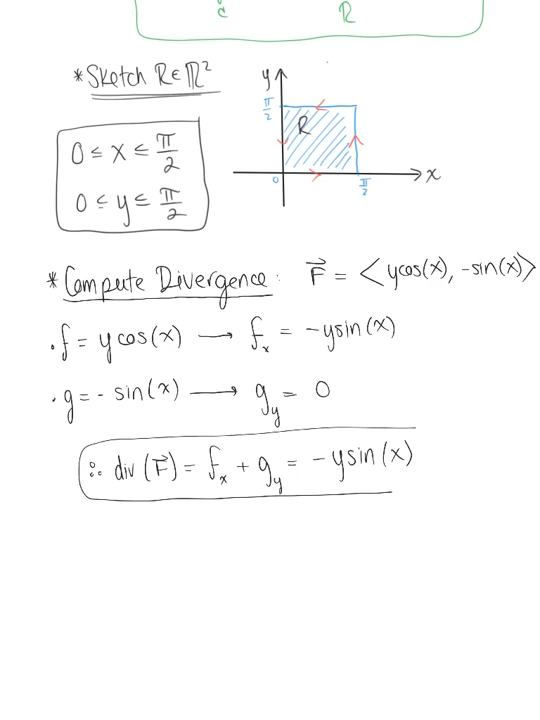 c R
*Sketch R∈ℝ²
0 ≤ x ≤ π/2
0 ≤ y ≤ π/2
y
π/2
R
0 π/2 x
*Compute Divergence: F⃗ = <ycos(x), -sin(x)>
.f = y cos(x) → fₓ = -ysin(x)
.g = - sin(x) → g_y = 0
∴ div (F⃗) = fₓ + g_y = -ysin(x)